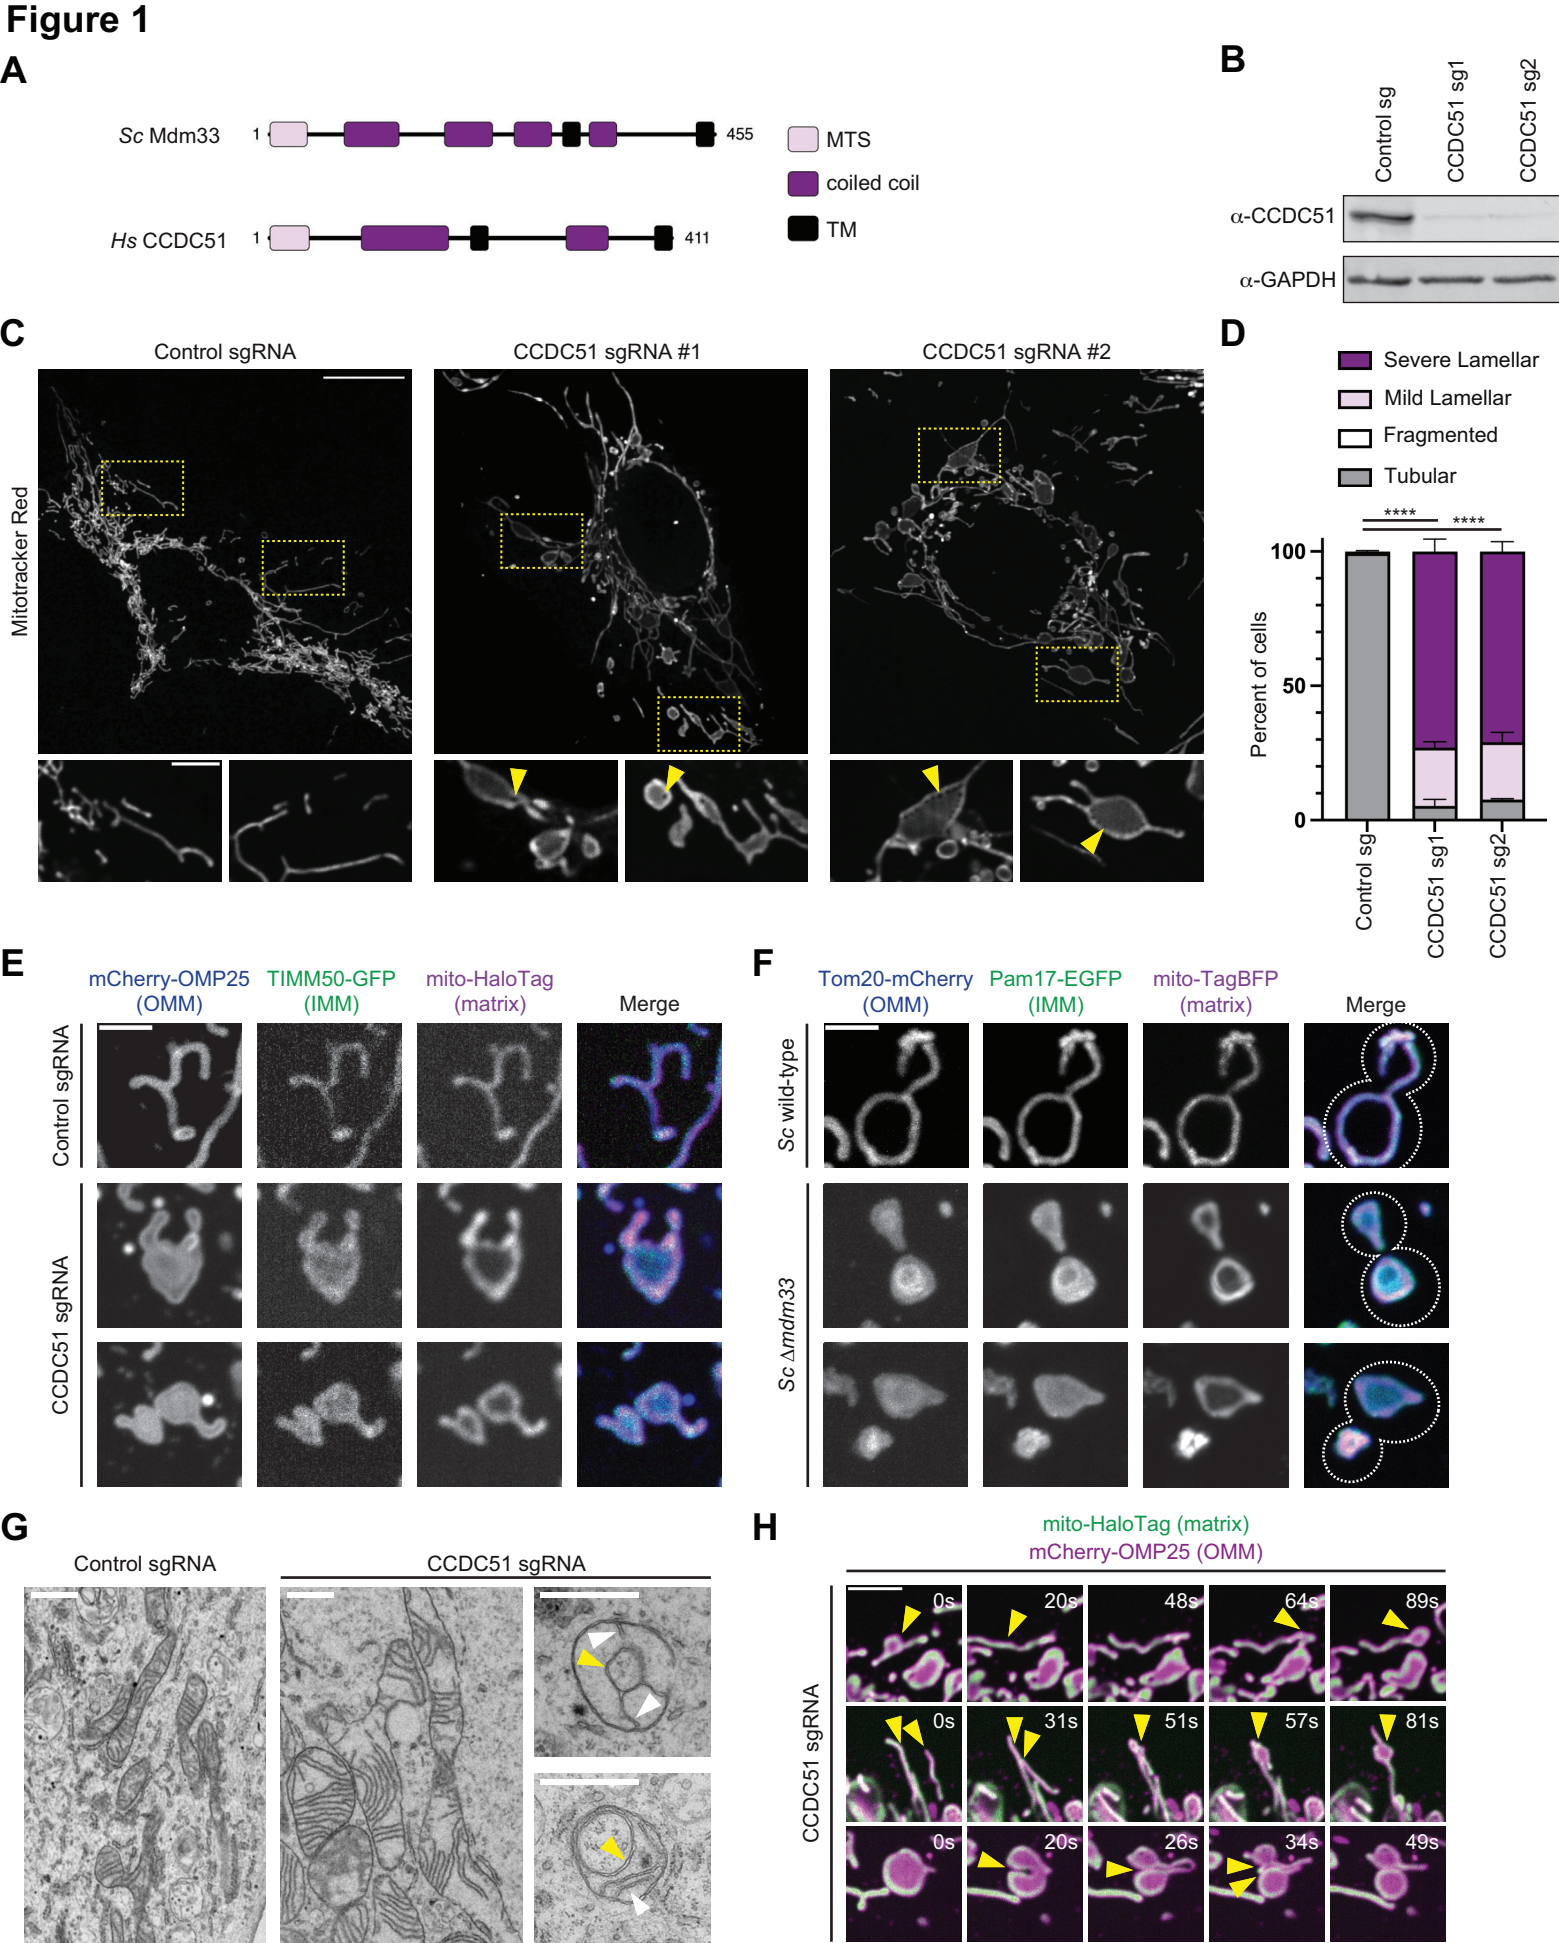 Figure 1
A
Sc Mdm33
1
455
Hs CCDC51
1
411
MTS
coiled coil
TM
B
Control sg
CCDC51 sg1
CCDC51 sg2
α-CCDC51
α-GAPDH
C
Control sgRNA
CCDC51 sgRNA #1
CCDC51 sgRNA #2
Mitotracker Red
D
Severe Lamellar
Mild Lamellar
Fragmented
Tubular
****
****
Percent of cells
100
50
0
Control sg
CCDC51 sg1
CCDC51 sg2
E
mCherry-OMP25
(OMM)
TIMM50-GFP
(IMM)
mito-HaloTag
(matrix)
Merge
Control sgRNA
CCDC51 sgRNA
F
Tom20-mCherry
(OMM)
Pam17-EGFP
(IMM)
mito-TagBFP
(matrix)
Merge
Sc wild-type
Sc Δmdm33
G
Control sgRNA
CCDC51 sgRNA
H
mito-HaloTag (matrix)
mCherry-OMP25 (OMM)
CCDC51 sgRNA
0s
20s
48s
64s
89s
0s
31s
51s
57s
81s
0s
20s
26s
34s
49s